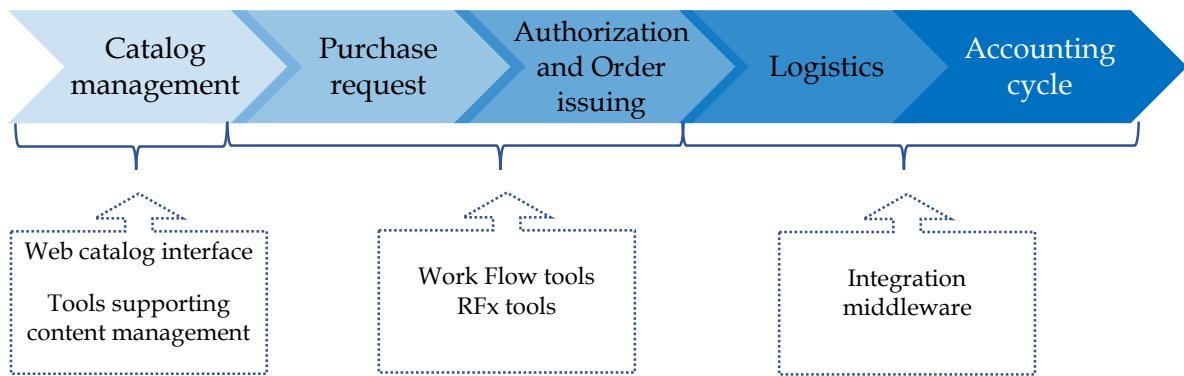 Catalog
management
Purchase
request
Authorization
and Order
issuing
Logistics
Accounting
cycle
Web catalog interface
Tools supporting
content management
Work Flow tools
RFx tools
Integration
middleware